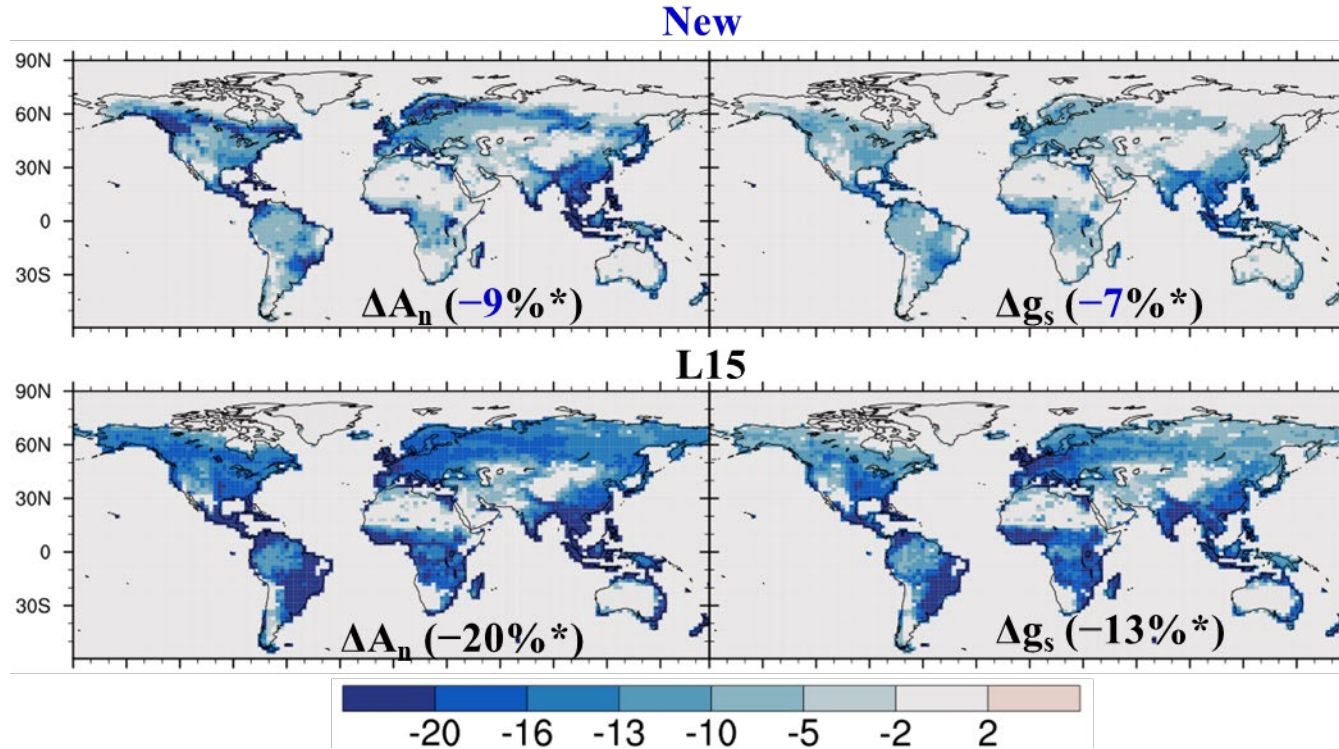 New
90N
60N
30N
0
30S
ΔAn (−9%*)
Δgs (−7%*)
L15
90N
60N
30N
0
30S
ΔAn (−20%*)
Δgs (−13%*)
-20 -16 -13 -10 -5 -2 2